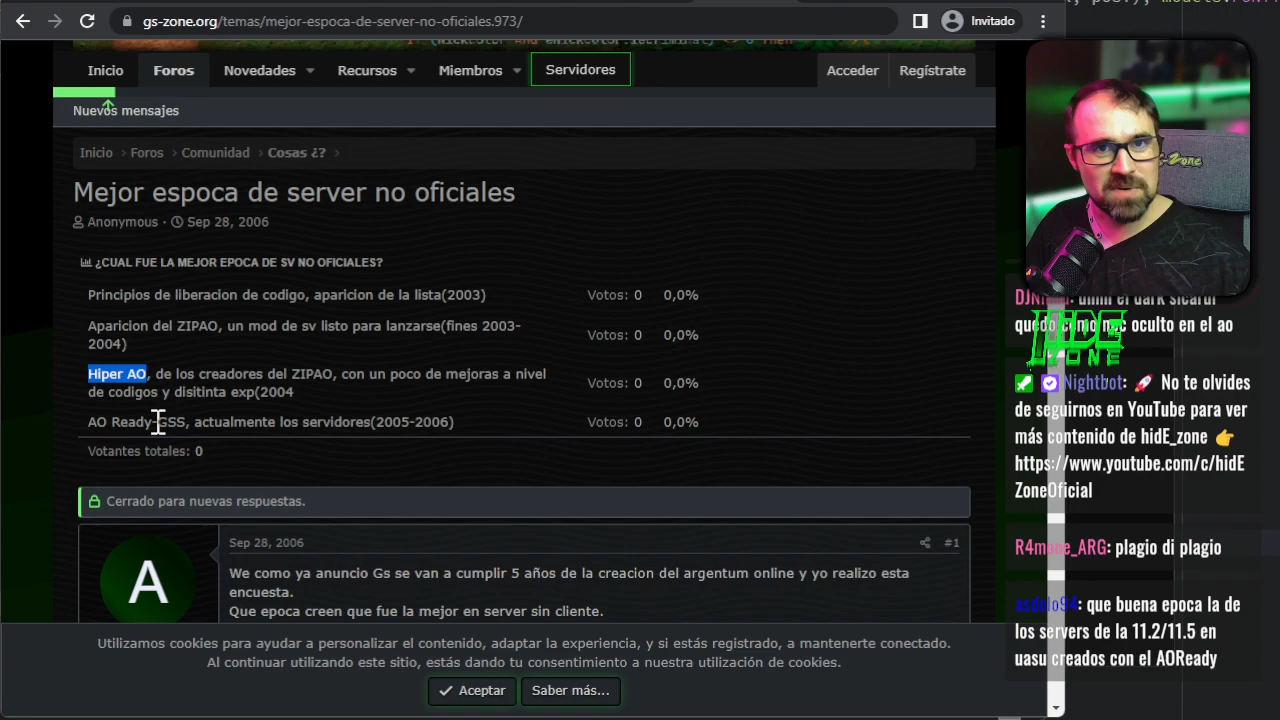 gs-zone.org/temas/mejor-espoca-de-server-no-oficiales.973/
Invitado
Inicio
Foros
Novedades
Recursos
Miembros
Servidores
Acceder
Regístrate
Nuevos mensajes
Inicio > Foros > Comunidad > Cosas ¿? >
Mejor espoca de server no oficiales
Anonymous · Sep 28, 2006
¿CUAL FUE LA MEJOR EPOCA DE SV NO OFICIALES?
Principios de liberacion de codigo, aparicion de la lista(2003) Votos: 0 0,0%
Aparicion del ZIPAO, un mod de sv listo para lanzarse(fines 2003-
2004) Votos: 0 0,0%
Hiper AO, de los creadores del ZIPAO, con un poco de mejoras a nivel
de codigos y disitinta exp(2004 Votos: 0 0,0%
AO Ready-GSS, actualmente los servidores(2005-2006) Votos: 0 0,0%
Votantes totales: 0
Cerrado para nuevas respuestas.
A
Sep 28, 2006 #1
We como ya anuncio Gs se van a cumplir 5 años de la creacion del argentum online y yo realizo esta
encuesta.
Que epoca creen que fue la mejor en server sin cliente.
Utilizamos cookies para ayudar a personalizar el contenido, adaptar la experiencia, y si estás registrado, a mantenerte conectado.
Al continuar utilizando este sitio, estás dando tu consentimiento a nuestra utilización de cookies.
Aceptar
Saber más...
el dark sicarul
quedo como npc oculto en el ao
HIDE
ZONE
Nightbot: 🚀 No te olvides
de seguirnos en YouTube para ver
más contenido de hidE_zone 👉
https://www.youtube.com/c/hidE
ZoneOficial
R4mone_ARG: plagio di plagio
asdolo94: que buena epoca la de
los servers de la 11.2/11.5 en
uasu creados con el AOReady